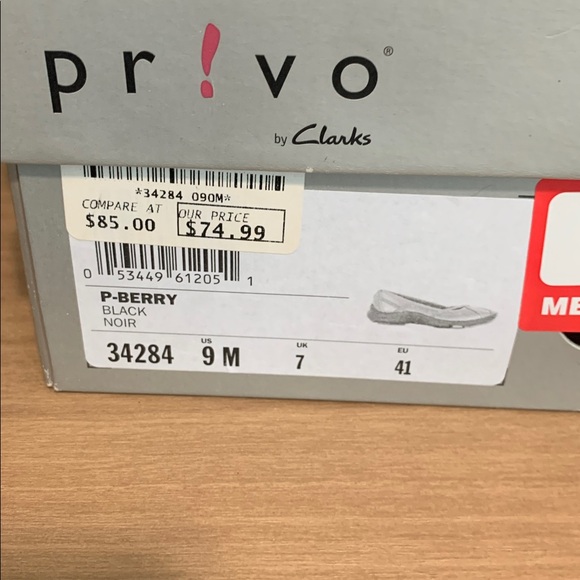 pr!vo®
by Clarks
*34284 090M*
COMPARE AT
$85.00
OUR PRICE
$74.99
0 53449 61205 1
P-BERRY
BLACK
NOIR
US UK EU
34284 9 M 7 41